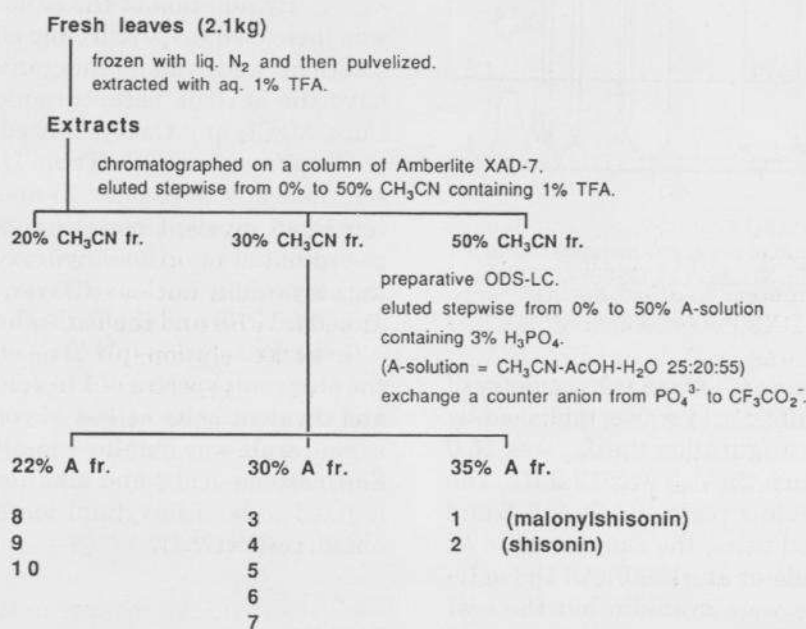 Fresh leaves (2.1kg)
frozen with liq. N₂ and then pulvelized.
extracted with aq. 1% TFA.
Extracts
chromatographed on a column of Amberlite XAD-7.
eluted stepwise from 0% to 50% CH₃CN containing 1% TFA.
20% CH₃CN fr. 30% CH₃CN fr. 50% CH₃CN fr.
preparative ODS-LC.
eluted stepwise from 0% to 50% A-solution
containing 3% H₃PO₄.
(A-solution = CH₃CN-AcOH-H₂O 25:20:55)
exchange a counter anion from PO₄³⁻ to CF₃CO₂⁻.
22% A fr. 30% A fr. 35% A fr.
8 3 1 (malonylshisonin)
9 4 2 (shisonin)
10 5
6
7